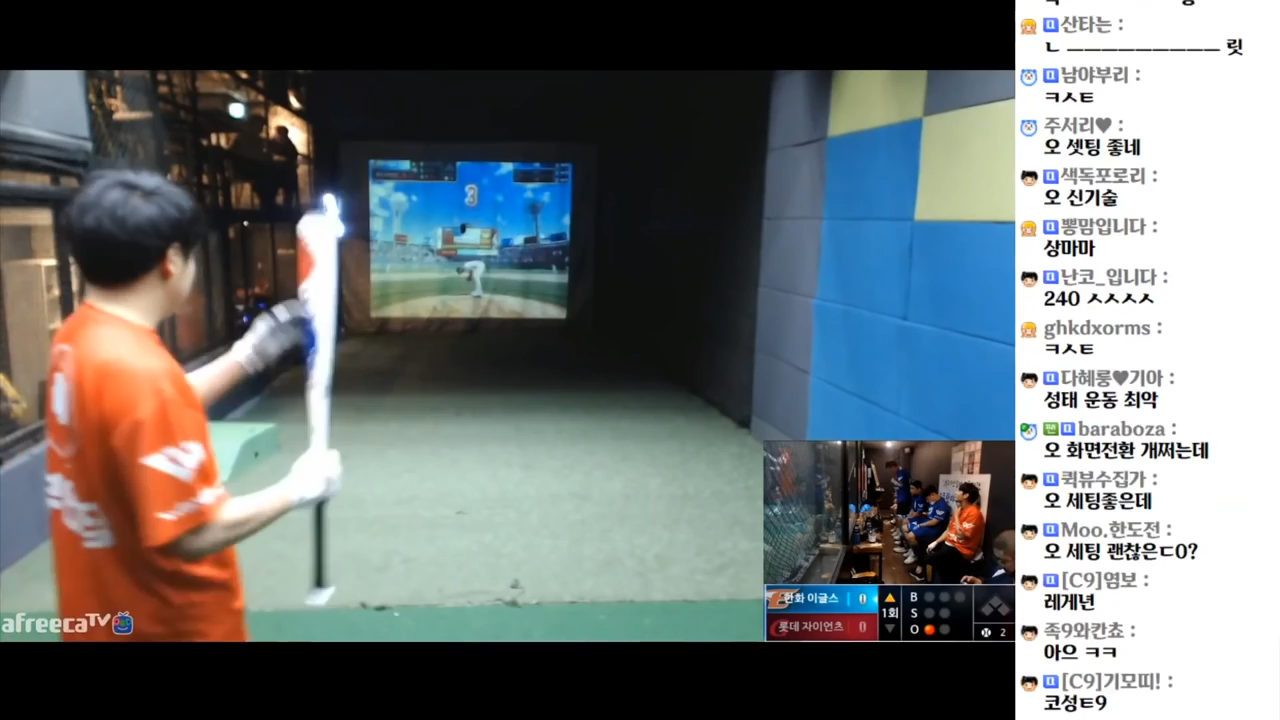 산타는 :
ㄴ ㅡㅡㅡㅡㅡㅡㅡㅡㅡ 릿
남야부리 :
ㅋㅅㅌ
주서리♥ :
오 셋팅 좋네
색독포로리 :
오 신기술
뽕맘입니다 :
상마마
난코_입니다 :
240 ㅅㅅㅅㅅ
ghkdxorms :
ㅋㅅㅌ
다혜룽♥기아 :
성태 운동 최악
팬 baraboza :
오 화면전환 개쩌는데
퀵뷰수집가 :
오 세팅좋은데
Moo.한도전 :
오 세팅 괜찮은ㄷ0?
[C9]염보 :
레게년
족9와칸쵸 :
아으 ㅋㅋ
[C9]기모띠! :
코성ㅌ9
3
한화 이글스 0
롯데 자이언츠 0
1회
B
S
O
2
afreecaTV